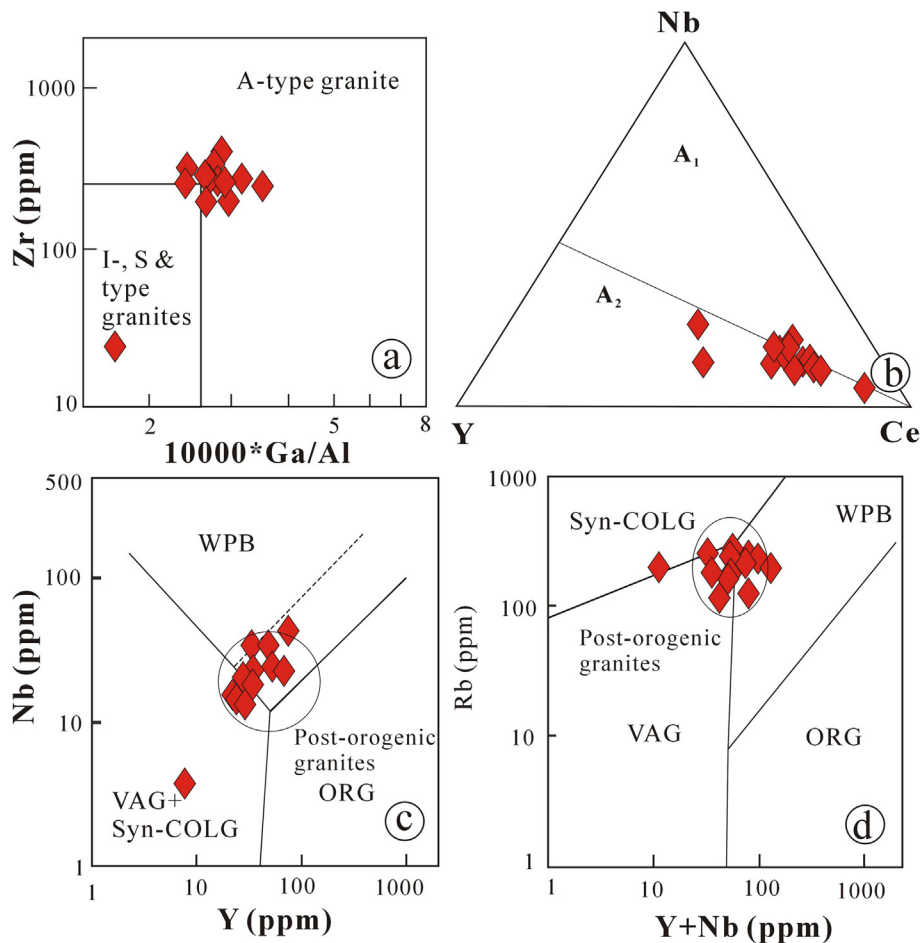 1000
100
10
Zr (ppm)
A-type granite
I-, S &
type
granites
a
2
3
5
8
10000*Ga/Al
Nb
A1
A2
b
Y
Ce
500
100
10
1
Nb (ppm)
WPB
Post-orogenic
granites
ORG
VAG+
Syn-COLG
c
1
10
100
1000
Y (ppm)
1000
100
10
1
Rb (ppm)
Syn-COLG
WPB
Post-orogenic
granites
VAG
ORG
d
1
10
100
1000
Y+Nb (ppm)